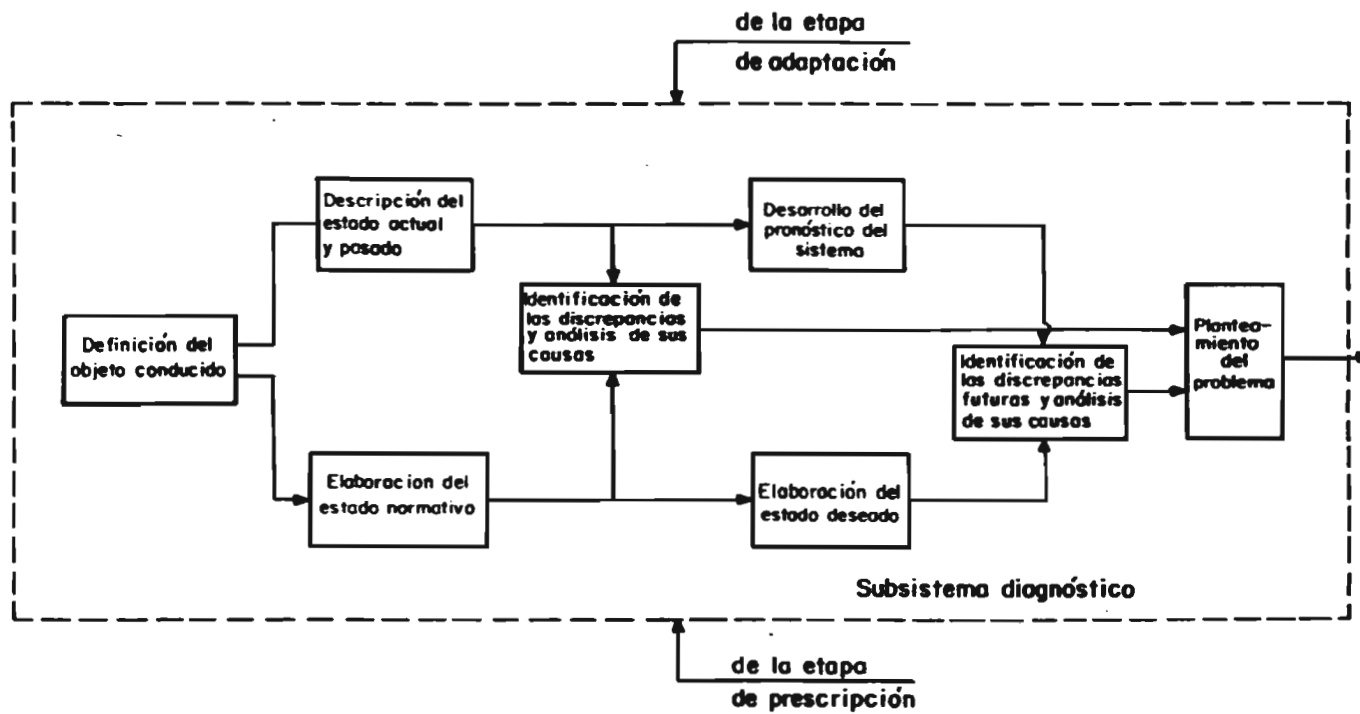 de la etapa
de adaptación
Descripción del
estado actual
y pasado
Desarrollo del
pronóstico del
sistema
Identificación de
las discrepancias
y análisis de sus
causas
Definición del
objeto conducido
Plantea-
miento
del
problema
Identificación de
las discrepancias
futuras y análisis
de sus causas
Elaboracion del
estado normativo
Elaboración del
estado deseado
Subsistema diagnóstico
de la etapa
de prescripción